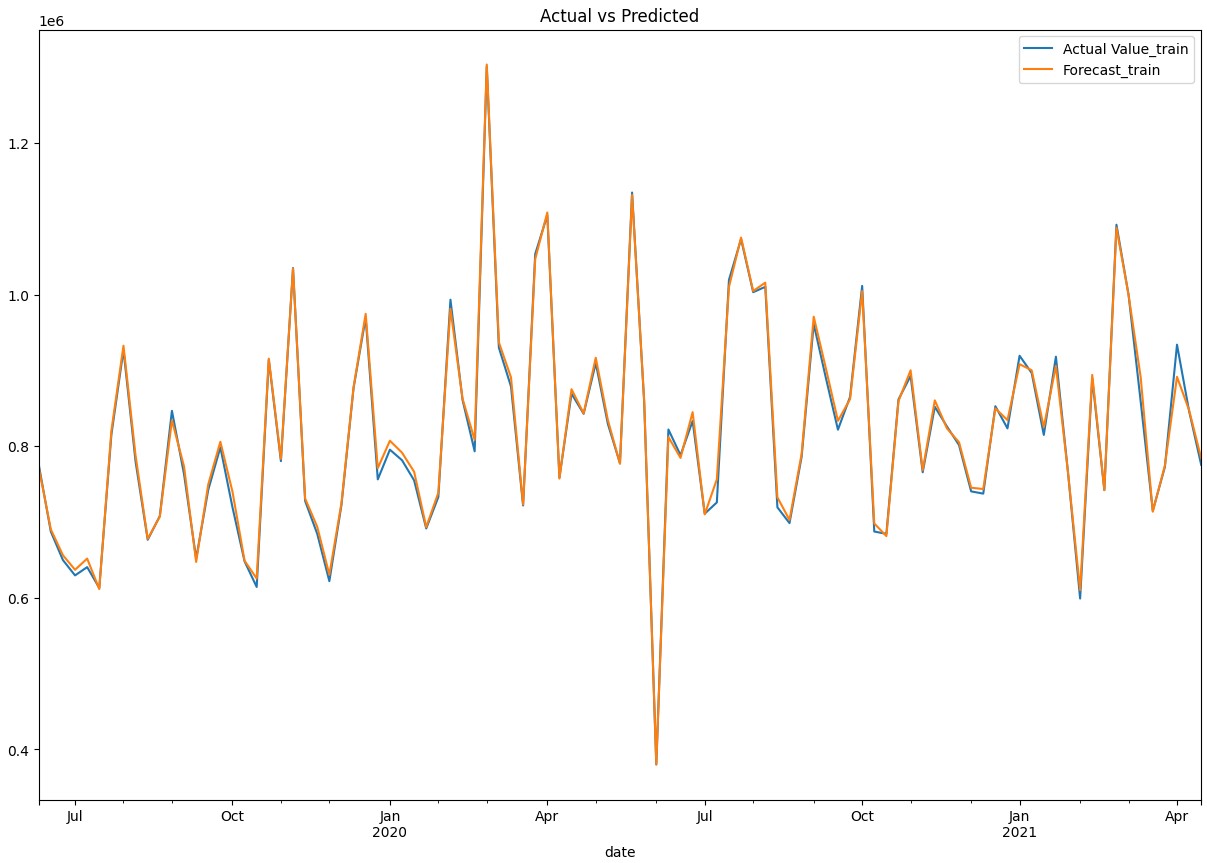 Actual vs Predicted
1e6
Actual Value_train
Forecast_train
1.2
1.0
0.8
0.6
0.4
Jul Oct Jan Apr Jul Oct Jan Apr
2020 2021
date